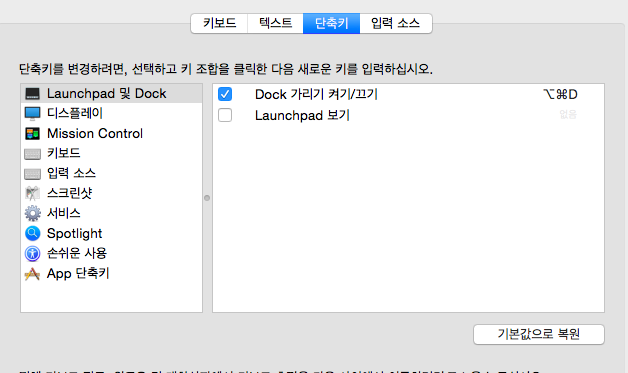 키보드 텍스트 단축키 입력 소스
단축키를 변경하려면, 선택하고 키 조합을 클릭한 다음 새로운 키를 입력하십시오.
Launchpad 및 Dock
디스플레이
Mission Control
키보드
입력 소스
스크린샷
서비스
Spotlight
손쉬운 사용
App 단축키
Dock 가리기 켜기/끄기 ⌥⌘D
Launchpad 보기 없음
기본값으로 복원